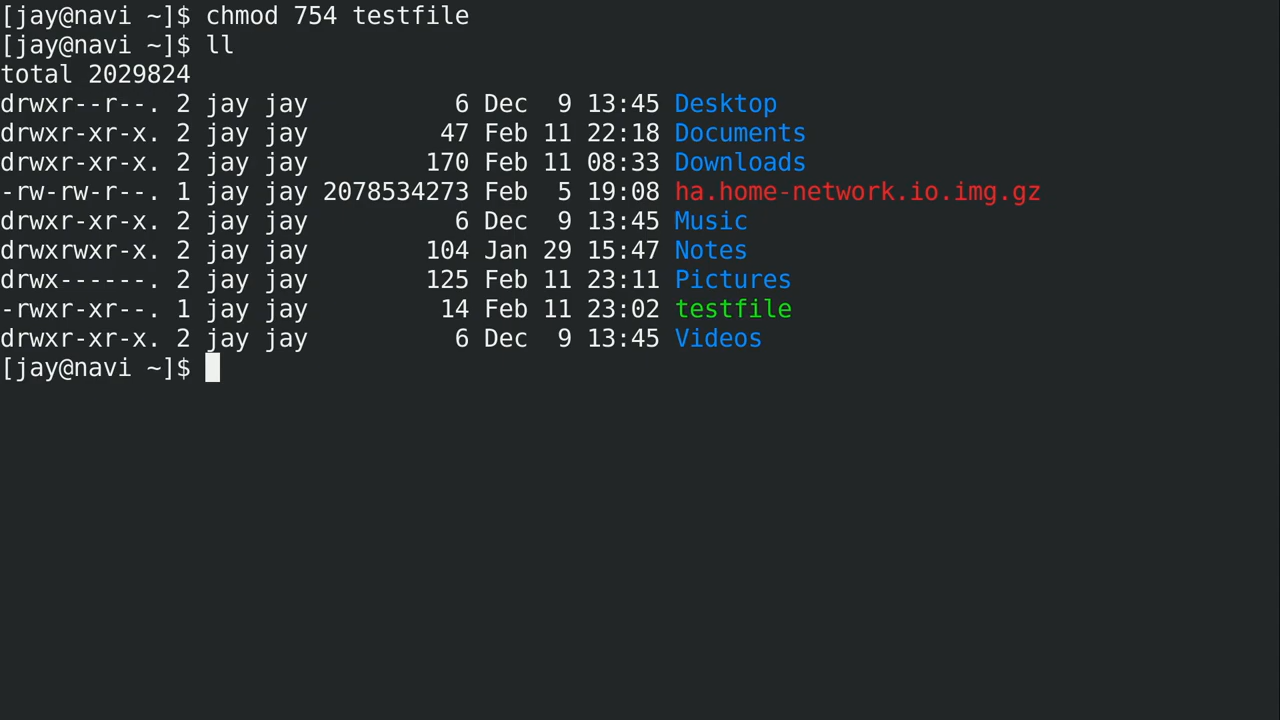 [jay@navi ~]$ chmod 754 testfile
[jay@navi ~]$ ll
total 2029824
drwxr--r--. 2 jay jay          6 Dec  9 13:45 Desktop
drwxr-xr-x. 2 jay jay         47 Feb 11 22:18 Documents
drwxr-xr-x. 2 jay jay        170 Feb 11 08:33 Downloads
-rw-rw-r--. 1 jay jay 2078534273 Feb  5 19:08 ha.home-network.io.img.gz
drwxr-xr-x. 2 jay jay          6 Dec  9 13:45 Music
drwxrwxr-x. 2 jay jay        104 Jan 29 15:47 Notes
drwx------. 2 jay jay        125 Feb 11 23:11 Pictures
-rwxr-xr--. 1 jay jay         14 Feb 11 23:02 testfile
drwxr-xr-x. 2 jay jay          6 Dec  9 13:45 Videos
[jay@navi ~]$